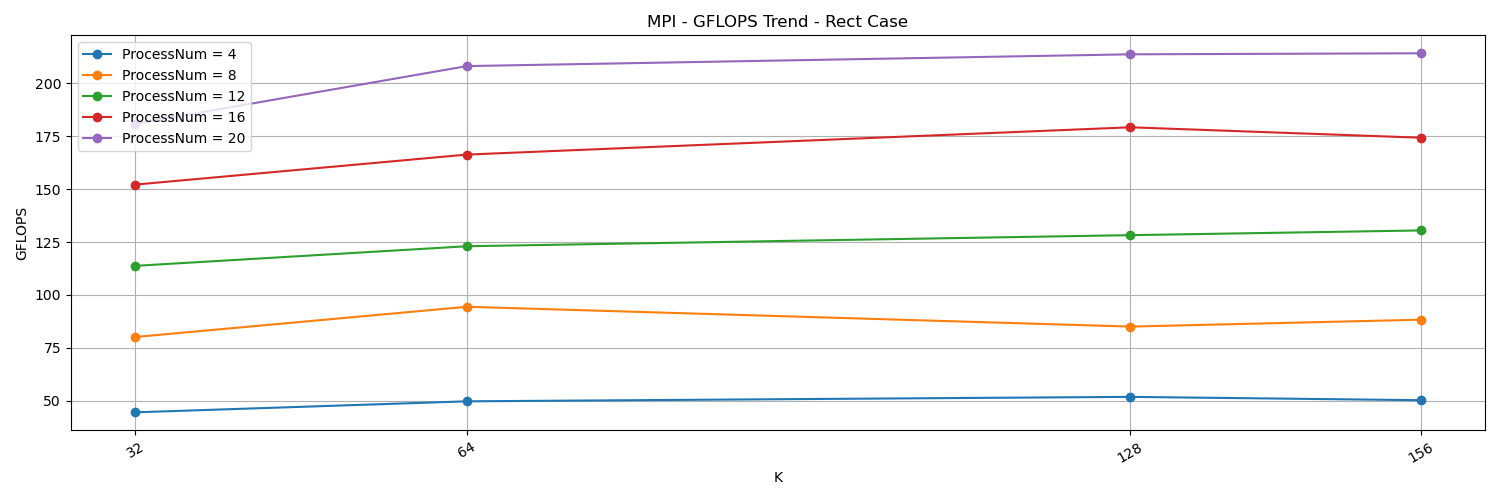 MPI - GFLOPS Trend - Rect Case
ProcessNum = 4
ProcessNum = 8
ProcessNum = 12
ProcessNum = 16
ProcessNum = 20
GFLOPS
200
175
150
125
100
75
50
32
64
128
156
K